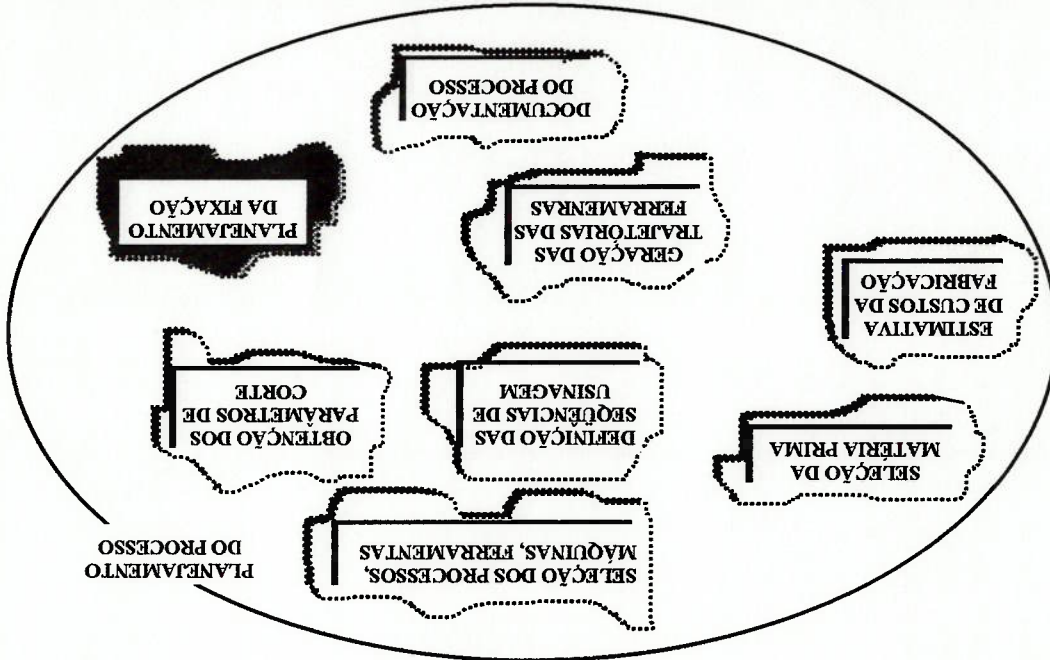 SELEÇÃO DOS PROCESSOS,
MÁQUINAS, FERRAMENTAS
PLANEJAMENTO
DO PROCESSO
SELEÇÃO DA
MATÉRIA PRIMA
DEFINIÇÃO DAS
SEQÜÊNCIAS DE
USINAGEM
OBTENÇÃO DOS
PARÂMETROS DE
CORTE
ESTIMATIVA
DE CUSTOS DA
FABRICAÇÃO
GERAÇÃO DAS
TRAJETÓRIAS DAS
FERRAMENRAS
PLANEJAMENTO
DA FIXAÇÃO
DOCUMENTAÇÃO
DO PROCESSO